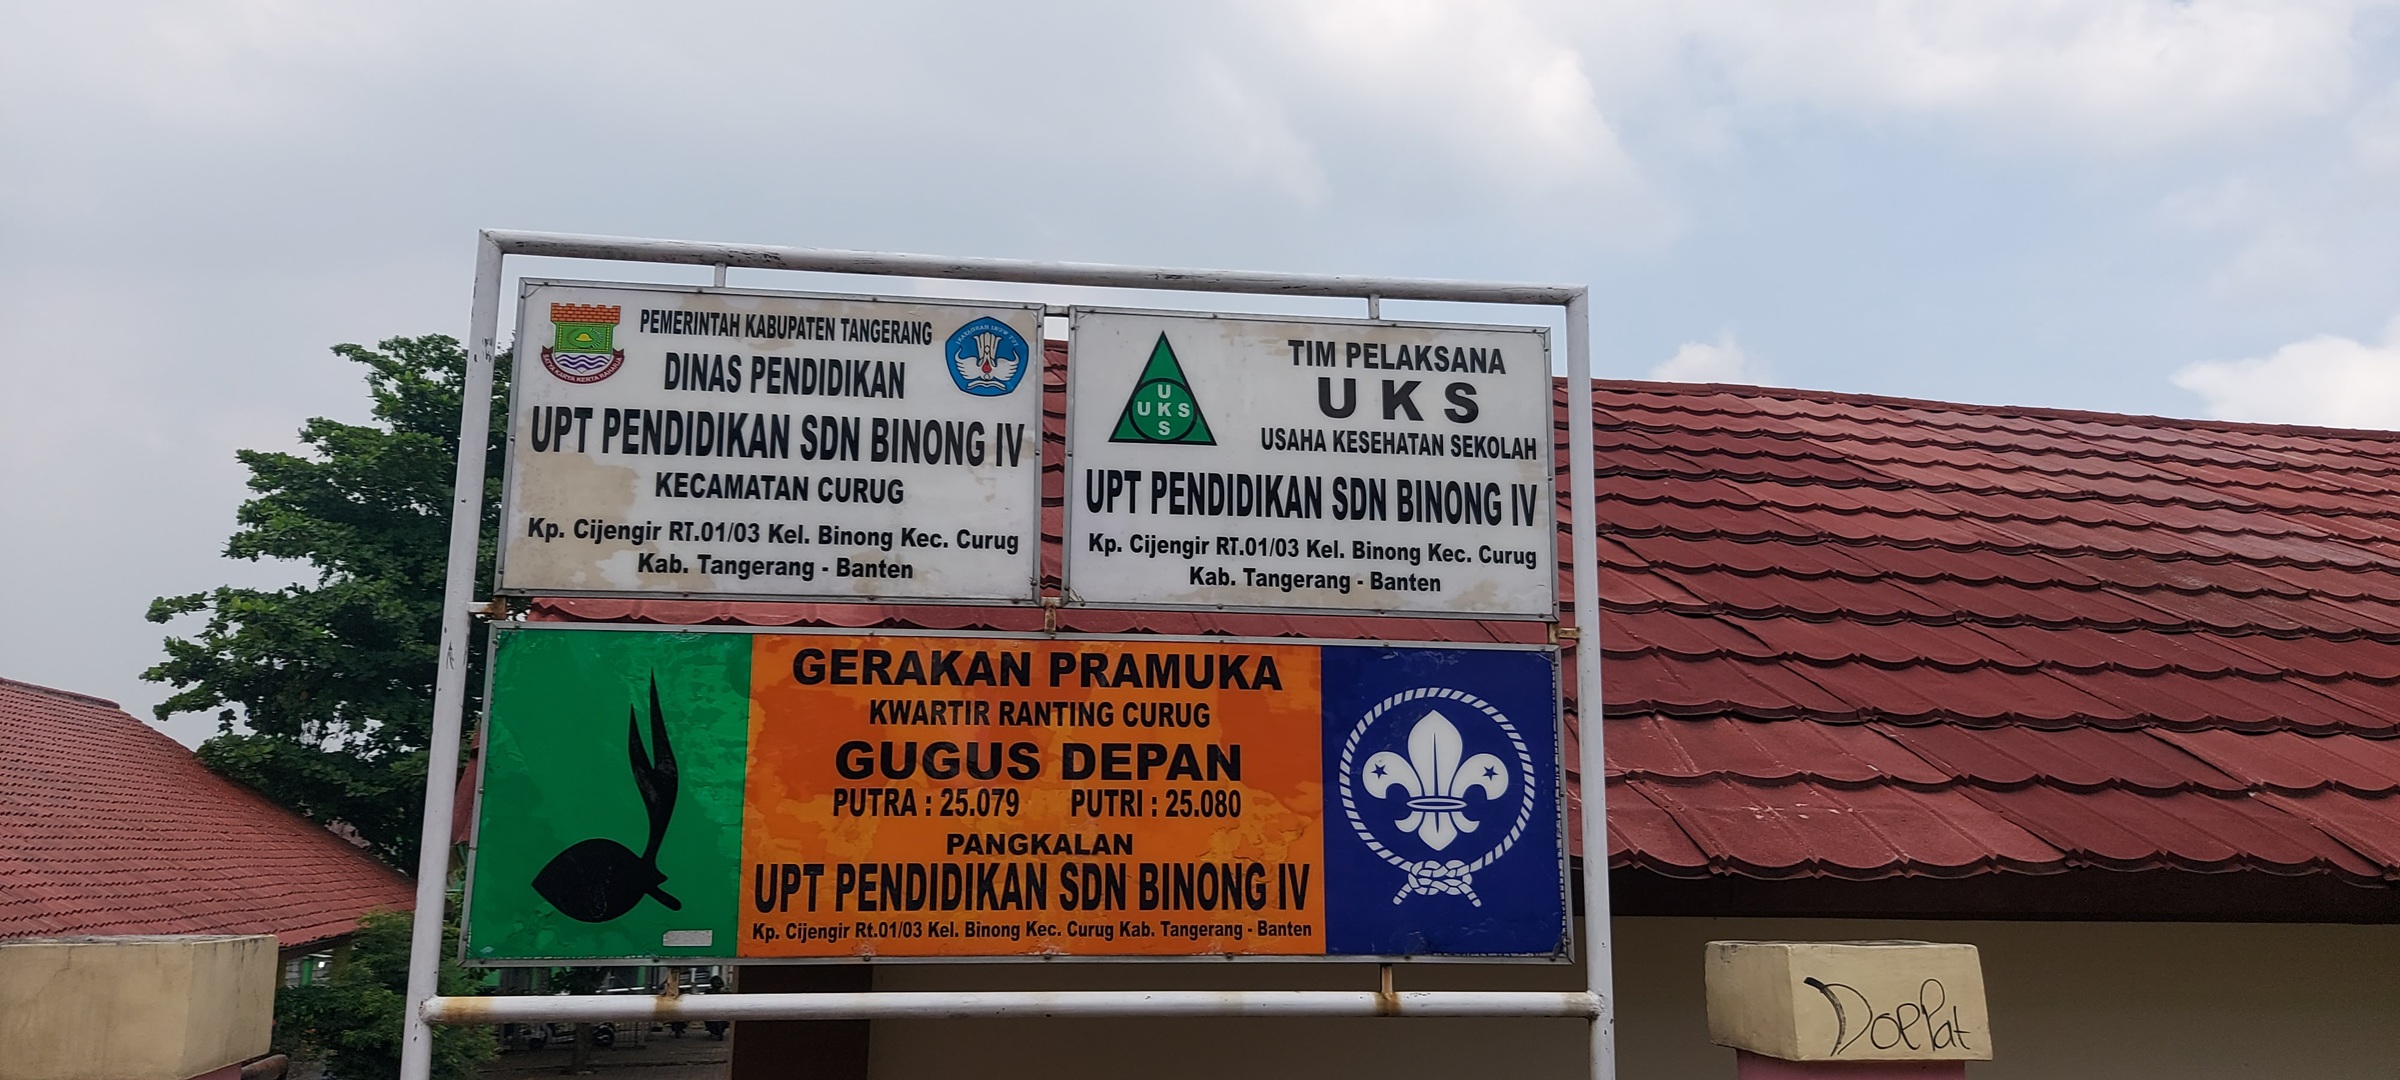 PEMERINTAH KABUPATEN TANGERANG
DINAS PENDIDIKAN
UPT PENDIDIKAN SDN BINONG IV
KECAMATAN CURUG
Kp. Cijengir RT.01/03 Kel. Binong Kec. Curug
Kab. Tangerang - Banten
TIM PELAKSANA
UKS
USAHA KESEHATAN SEKOLAH
U
UKS
S
UPT PENDIDIKAN SDN BINONG IV
Kp. Cijengir RT.01/03 Kel. Binong Kec. Curug
Kab. Tangerang - Banten
GERAKAN PRAMUKA
KWARTIR RANTING CURUG
GUGUS DEPAN
PUTRA : 25.079 PUTRI : 25.080
PANGKALAN
UPT PENDIDIKAN SDN BINONG IV
Kp. Cijengir Rt.01/03 Kel. Binong Kec. Curug Kab. Tangerang - Banten